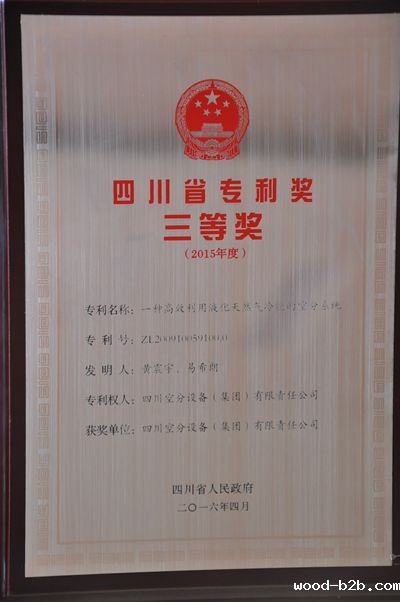 四川省专利奖
三等奖
(2015年度)
专利名称：一种高效利用液化天然气冷能的空分系统
专 利 号：ZL200910059100.0
发 明 人：黄震宇、易希朗
专利权人：四川空分设备（集团）有限责任公司
获奖单位：四川空分设备（集团）有限责任公司
四川省人民政府
二〇一六年四月
wood-b2b.com